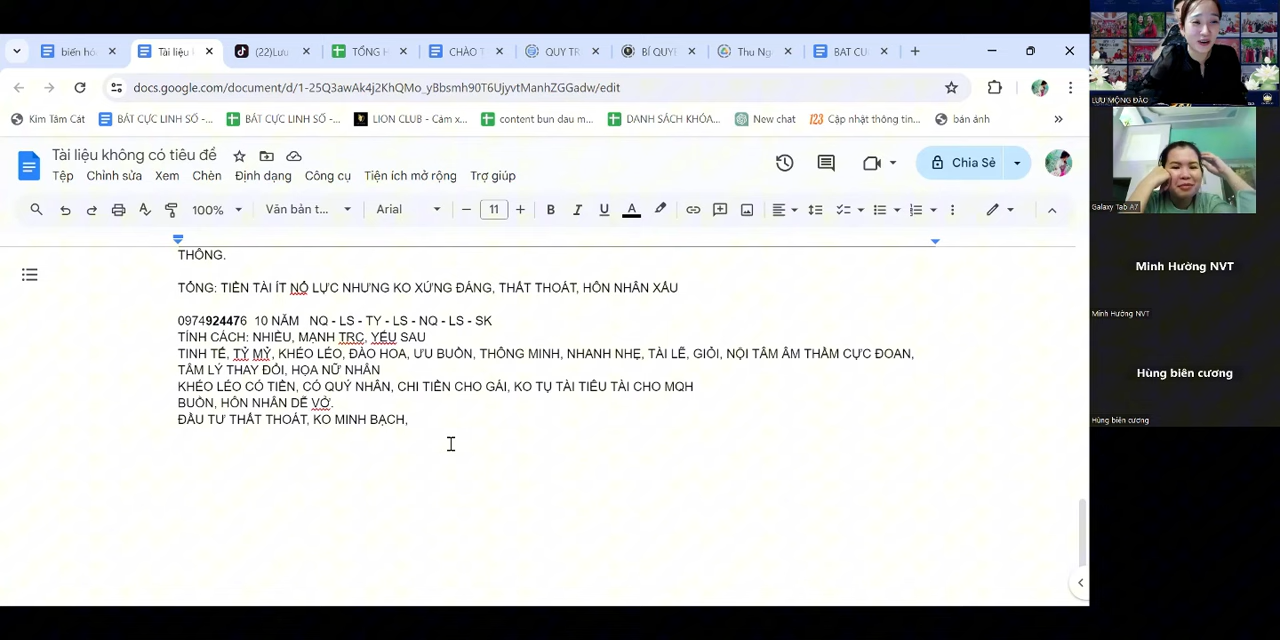 biến hó
Tài liệu
(22)Lưu
TỔNG H
CHÀO T
QUY TR
BÍ QUYẾ
Thu Ng
BAT CU
docs.google.com/document/d/1-25Q3awAk4j2KhQMo_yBbsmh90T6UjyvtManhZGGadw/edit
Kim Tâm Cát
BÁT CỰC LINH SỐ -...
BÁT CỰC LINH SỐ -...
LION CLUB - Cụm x...
content bun dau m...
DANH SÁCH KHÓA...
New chat
123 Cập nhật thông tin...
bán ánh
Tài liệu không có tiêu đề
Tệp Chỉnh sửa Xem Chèn Định dạng Công cụ Tiện ích mở rộng Trợ giúp
Chia Sẻ
100% Văn bản t... Arial 11 B I U A
THÔNG.
TỔNG: TIỀN TÀI ÍT NỖ LỰC NHƯNG KO XỨNG ĐÁNG, THẤT THOÁT, HÔN NHÂN XẤU
0974924476 10 NĂM NQ - LS - TY - LS - NQ - LS - SK
TÍNH CÁCH: NHIỀU, MẠNH TRC, YẾU SAU
TINH TẾ, TỶ MỶ, KHÉO LÉO, ĐÀO HOA, ƯU BUỒN, THÔNG MINH, NHANH NHẸ, TÀI LẼ, GIỎI, NỘI TÂM ÂM THẦM CỰC ĐOAN,
TÂM LÝ THAY ĐỔI, HỌA NỮ NHÂN
KHÉO LÉO CÓ TIỀN, CÓ QUÝ NHÂN, CHI TIỀN CHO GÁI, KO TỤ TÀI TIÊU TÀI CHO MQH
BUỒN, HÔN NHÂN DỄ VỠ.
ĐẦU TƯ THẤT THOÁT, KO MINH BẠCH,
LƯU MỘNG ĐÀO
Galaxy Tab A7
Minh Hường NVT
Minh Hường NVT
Hùng biên cương
Hùng biên cương